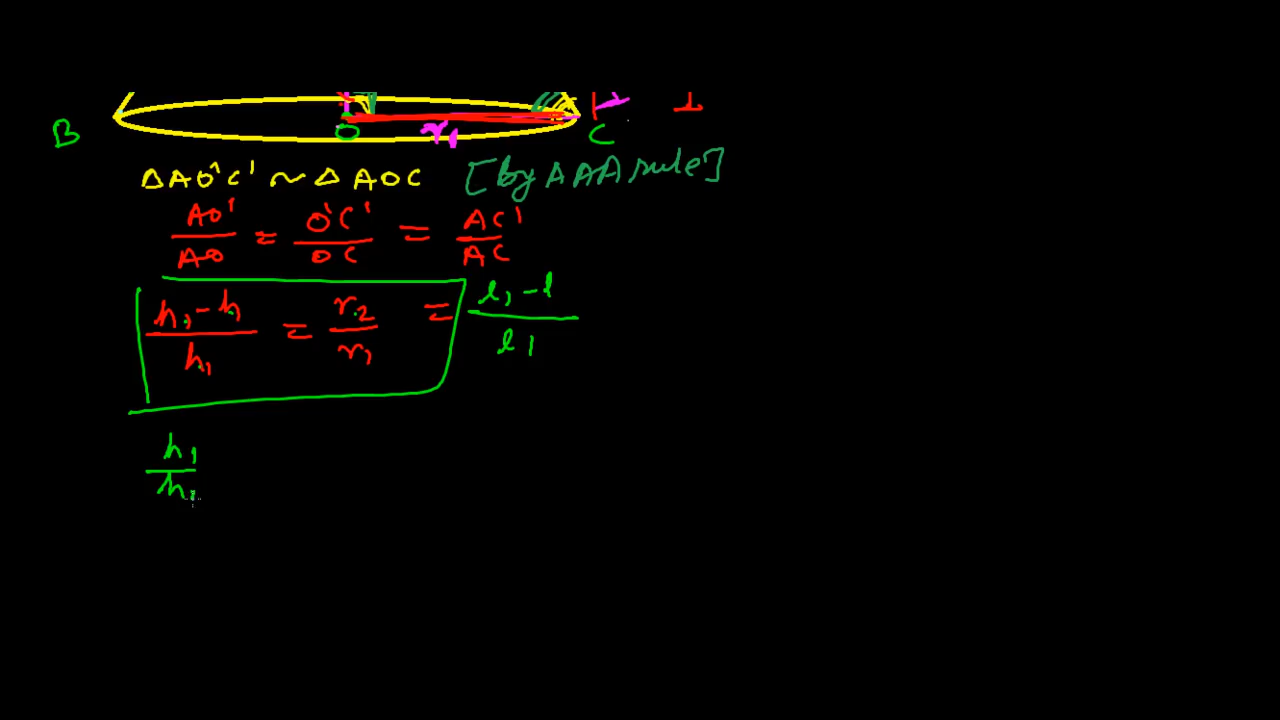 B O r₁ C
ΔAO'C' ~ ΔAOC [by AAA rule]
AO'/AO = O'C'/OC = AC'/AC
h₁-h/h₁ = r₂/r₁ = l₁-l/l₁
h₁/h₁